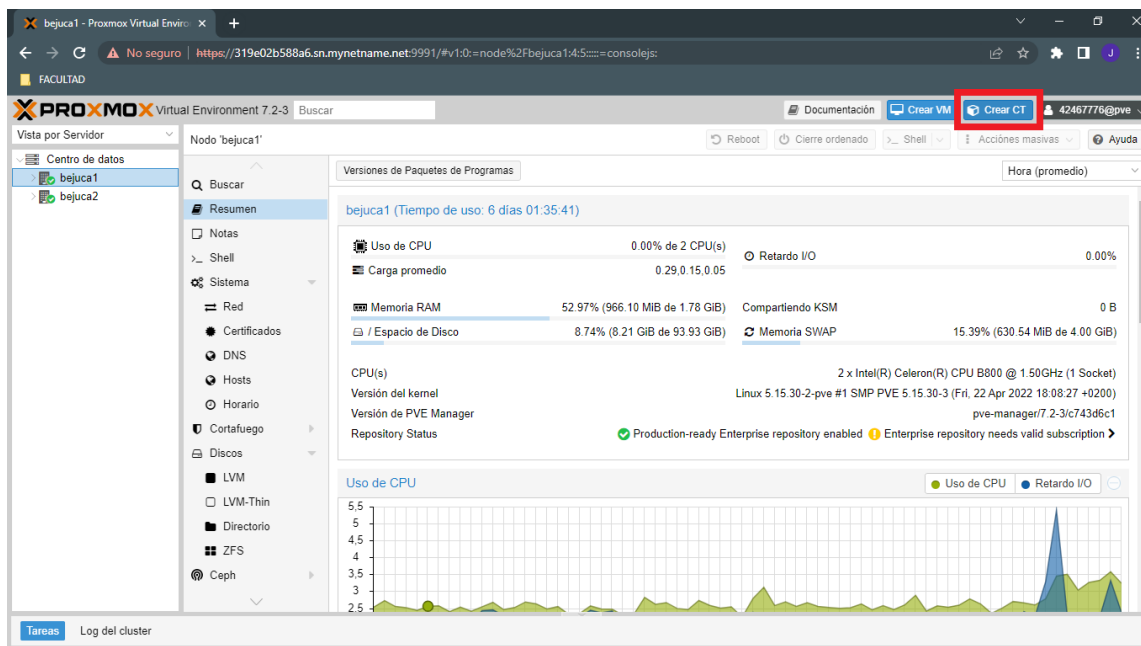 bejuca1 - Proxmox Virtual Enviro
No seguro https://319e02b588a6.sn.mynetname.net:9991/#v1:0:=node%2Fbejuca1:4:5:::::=consolejs:
J
FACULTAD
PROXMOX Virtual Environment 7.2-3 Buscar Documentación Crear VM Crear CT 42467776@pve
Vista por Servidor Nodo 'bejuca1' Reboot Cierre ordenado >_ Shell Acciones masivas Ayuda
Centro de datos
bejuca1
bejuca2
Buscar
Resumen
Notas
>_ Shell
Sistema
Red
Certificados
DNS
Hosts
Horario
Cortafuego
Discos
LVM
LVM-Thin
Directorio
ZFS
Ceph
Versiones de Paquetes de Programas Hora (promedio)
bejuca1 (Tiempo de uso: 6 días 01:35:41)
Uso de CPU 0.00% de 2 CPU(s) Retardo I/O 0.00%
Carga promedio 0.29,0.15,0.05
Memoria RAM 52.97% (966.10 MiB de 1.78 GiB) Compartiendo KSM 0 B
/ Espacio de Disco 8.74% (8.21 GiB de 93.93 GiB) Memoria SWAP 15.39% (630.54 MiB de 4.00 GiB)
CPU(s) 2 x Intel(R) Celeron(R) CPU B800 @ 1.50GHz (1 Socket)
Versión del kernel Linux 5.15.30-2-pve #1 SMP PVE 5.15.30-3 (Fri, 22 Apr 2022 18:08:27 +0200)
Versión de PVE Manager pve-manager/7.2-3/c743d6c1
Repository Status Production-ready Enterprise repository enabled Enterprise repository needs valid subscription
Uso de CPU Uso de CPU Retardo I/O
5,5
5
4,5
4
3,5
3
2,5
Tareas Log del cluster